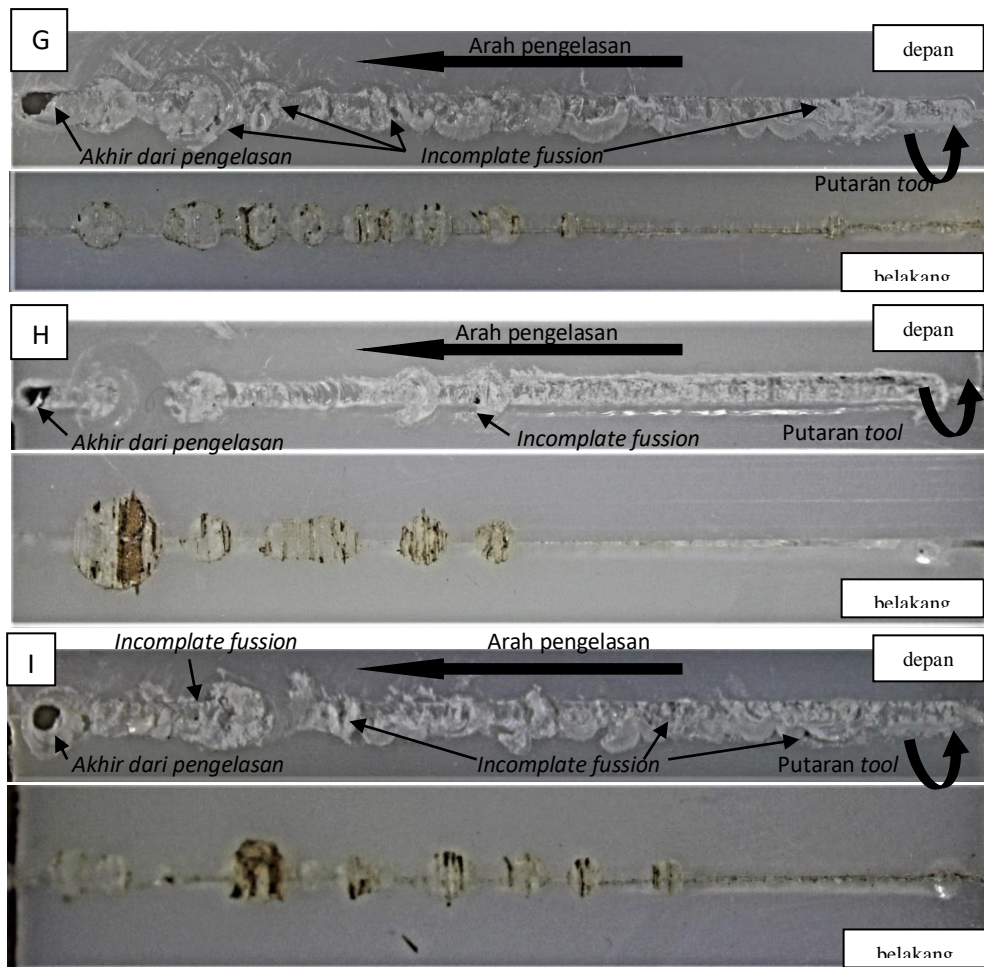 G
Arah pengelasan
depan
Akhir dari pengelasan
Incomplate fussion
Putaran tool
belakang
H
Arah pengelasan
depan
Akhir dari pengelasan
Incomplate fussion
Putaran tool
belakang
I
Incomplate fussion
Arah pengelasan
depan
Akhir dari pengelasan
Incomplate fussion
Putaran tool
belakang